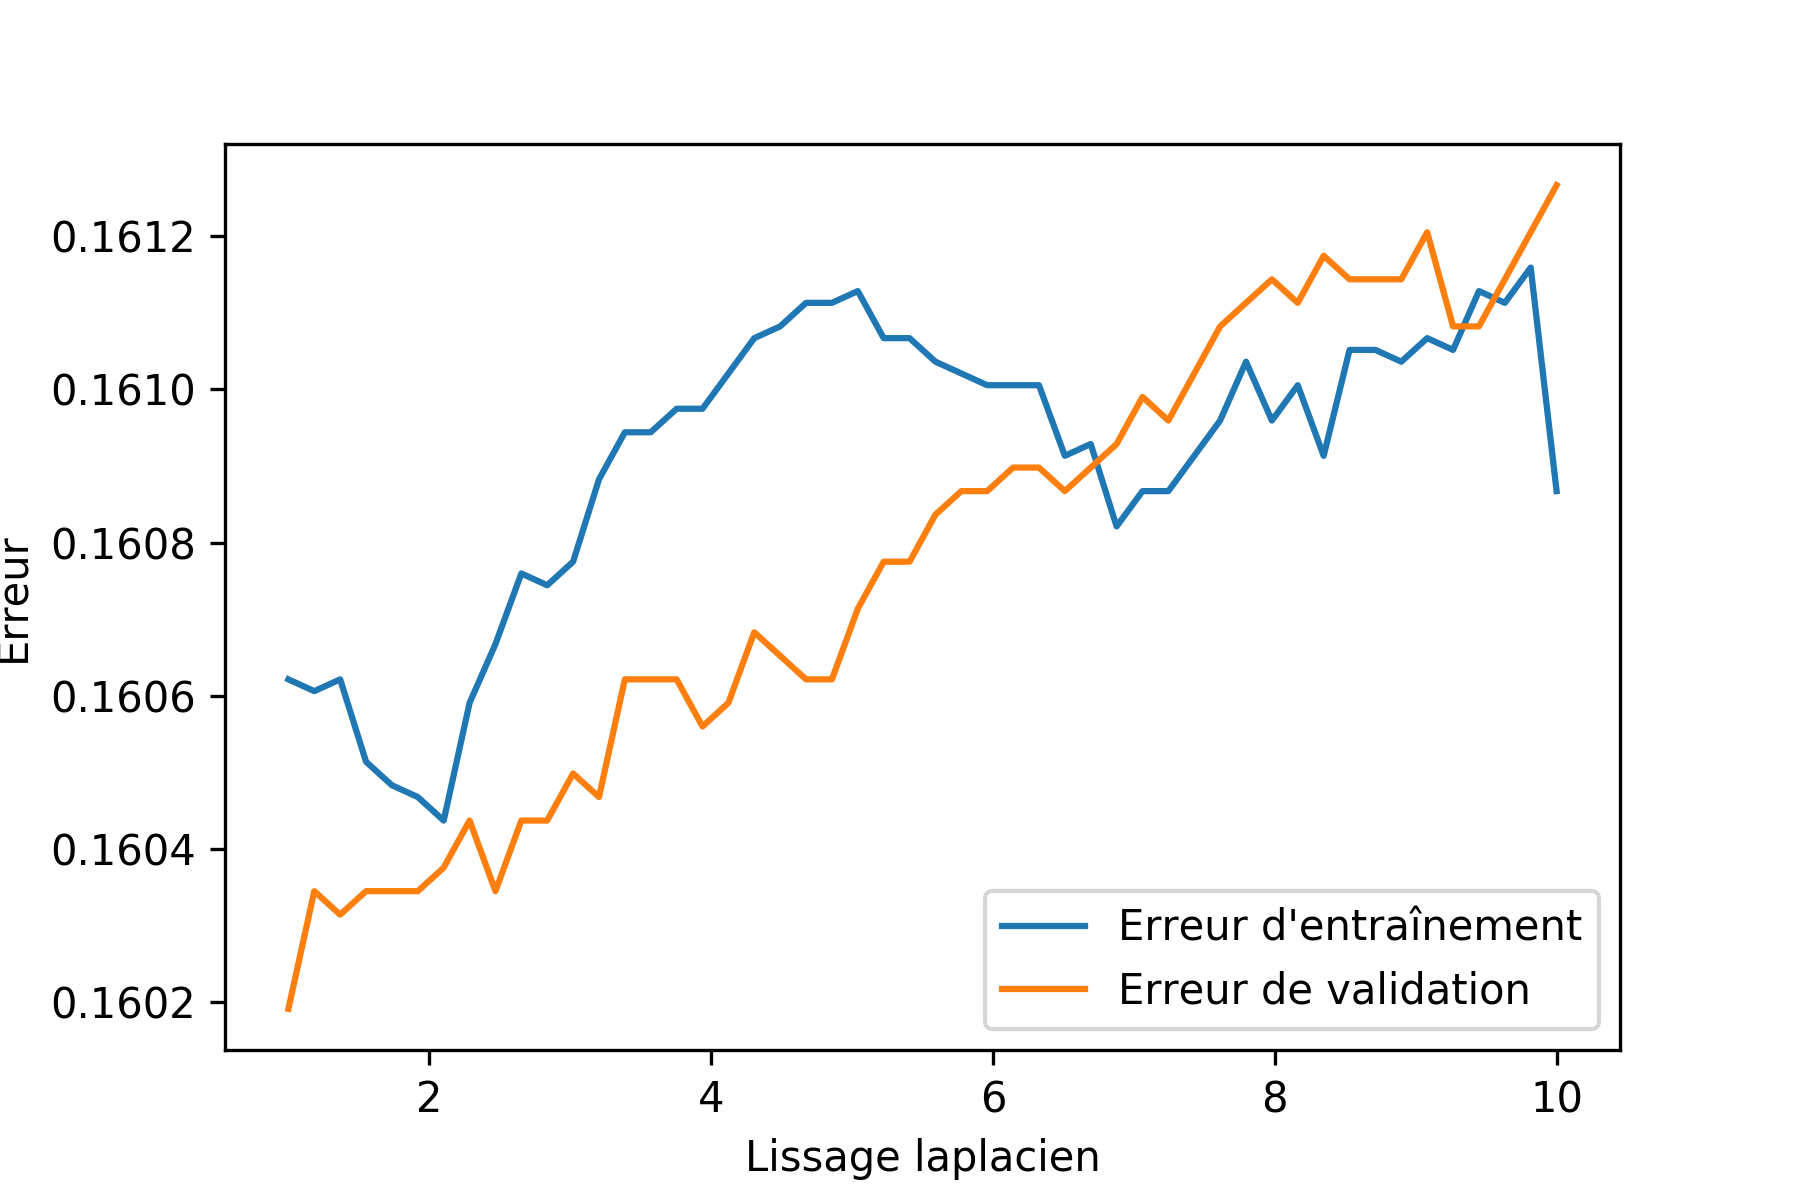 0.1612
0.1610
0.1608
0.1606
0.1604
0.1602
Erreur
2 4 6 8 10
Lissage laplacien
Erreur d'entraînement
Erreur de validation